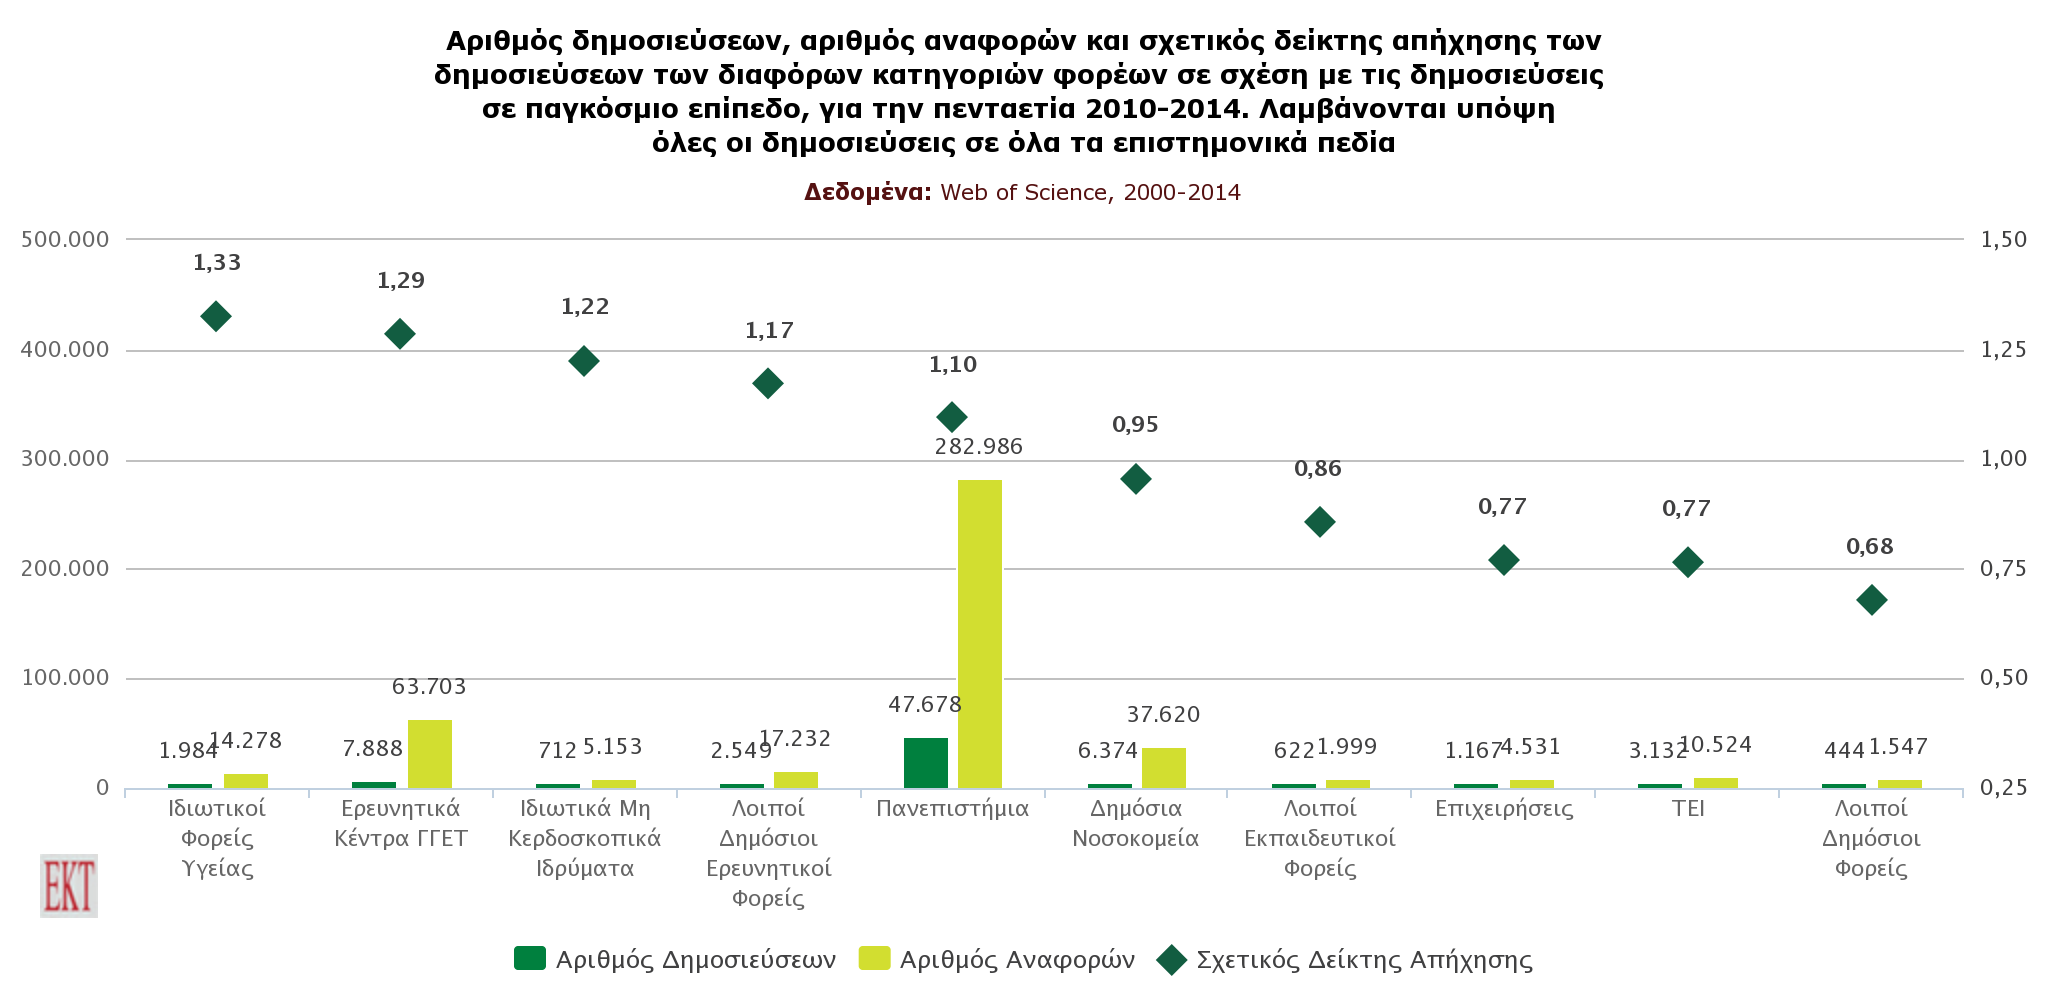 Αριθμός δημοσιεύσεων, αριθμός αναφορών και σχετικός δείκτης απήχησης των
δημοσιεύσεων των διαφόρων κατηγοριών φορέων σε σχέση με τις δημοσιεύσεις
σε παγκόσμιο επίπεδο, για την πενταετία 2010-2014. Λαμβάνονται υπόψη
όλες οι δημοσιεύσεις σε όλα τα επιστημονικά πεδία
Δεδομένα: Web of Science, 2000-2014
500.000
400.000
300.000
200.000
100.000
0
1,50
1,25
1,00
0,75
0,50
0,25
1,33
1,29
1,22
1,17
1,10
0,95
0,86
0,77
0,77
0,68
1.984
14.278
7.888
63.703
712
5.153
2.549
17.232
47.678
282.986
6.374
37.620
622
1.999
1.167
4.531
3.132
10.524
444
1.547
Ιδιωτικοί
Φορείς
Υγείας
Ερευνητικά
Κέντρα ΓΓΕΤ
Ιδιωτικά Μη
Κερδοσκοπικά
Ιδρύματα
Λοιποί
Δημόσιοι
Ερευνητικοί
Φορείς
Πανεπιστήμια
Δημόσια
Νοσοκομεία
Λοιποί
Εκπαιδευτικοί
Φορείς
Επιχειρήσεις
ΤΕΙ
Λοιποί
Δημόσιοι
Φορείς
ΕΚΤ
Αριθμός Δημοσιεύσεων
Αριθμός Αναφορών
Σχετικός Δείκτης Απήχησης